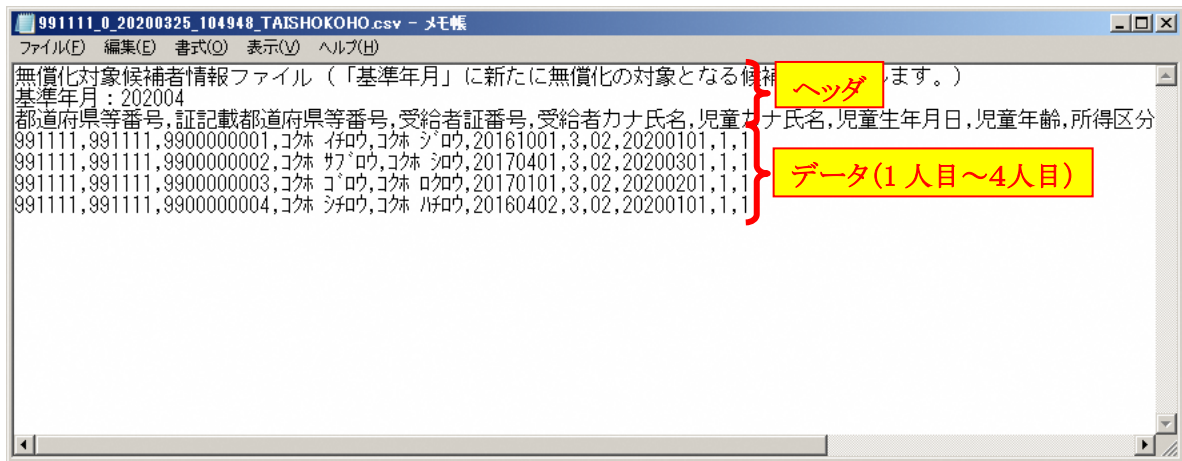 991111_0_20200325_104948_TAISHOKOHO.csv - メモ帳
ファイル(F) 編集(E) 書式(O) 表示(V) ヘルプ(H)
無償化対象候補者情報ファイル(「基準年月」に新たに無償化の対象となる候補 します。)
ヘッダ
基準年月:202004
都道府県等番号,証記載都道府県等番号,受給者証番号,受給者カナ氏名,児童カナ氏名,児童生年月日,児童年齢,所得区分
991111,991111,9900000001,コクホ イチロウ,コクホ ジロウ,20161001,3,02,20200101,1,1
991111,991111,9900000002,コクホ サブロウ,コクホ シロウ,20170401,3,02,20200301,1,1
991111,991111,9900000003,コクホ ゴロウ,コクホ ロクロウ,20170101,3,02,20200201,1,1
991111,991111,9900000004,コクホ シチロウ,コクホ ハチロウ,20160402,3,02,20200101,1,1
データ(1人目~4人目)